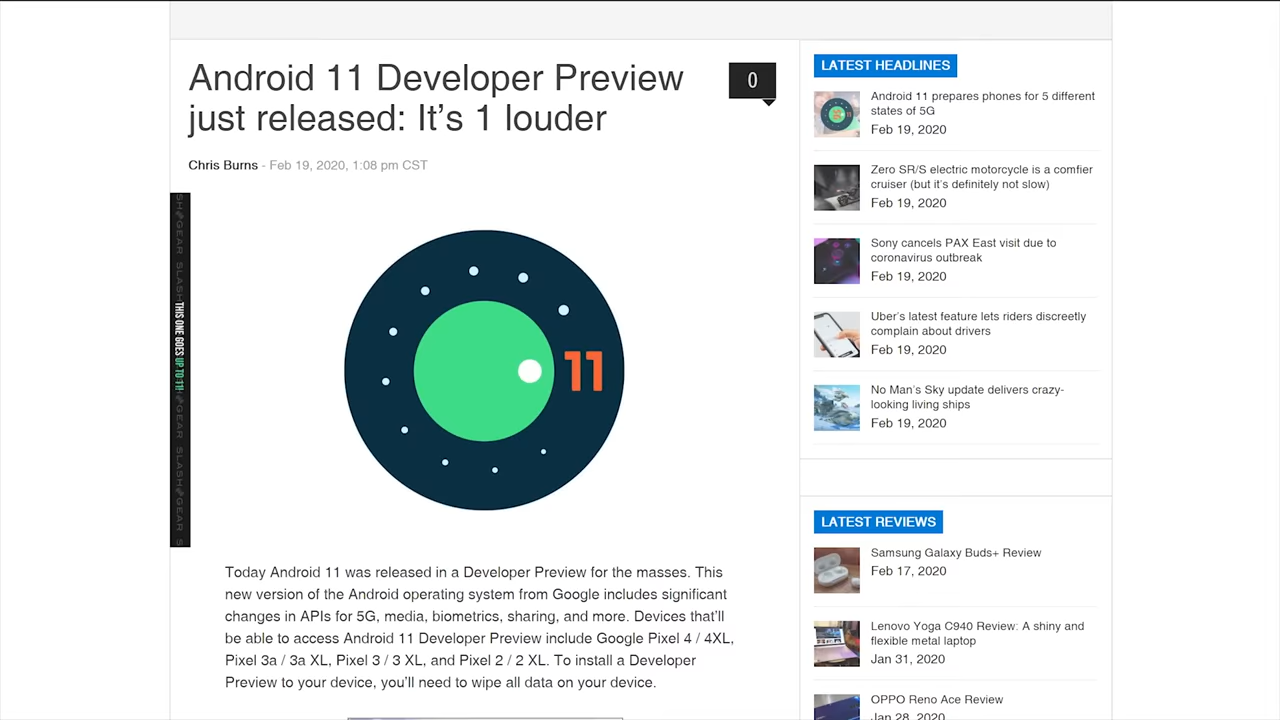 Android 11 Developer Preview
just released: It's 1 louder
0
Chris Burns - Feb 19, 2020, 1:08 pm CST
SLASHGEAR
THIS ONE GOES UP TO 11!
11
Today Android 11 was released in a Developer Preview for the masses. This
new version of the Android operating system from Google includes significant
changes in APIs for 5G, media, biometrics, sharing, and more. Devices that'll
be able to access Android 11 Developer Preview include Google Pixel 4 / 4XL,
Pixel 3a / 3a XL, Pixel 3 / 3 XL, and Pixel 2 / 2 XL. To install a Developer
Preview to your device, you'll need to wipe all data on your device.
LATEST HEADLINES
Android 11 prepares phones for 5 different
states of 5G
Feb 19, 2020
Zero SR/S electric motorcycle is a comfier
cruiser (but it's definitely not slow)
Feb 19, 2020
Sony cancels PAX East visit due to
coronavirus outbreak
Feb 19, 2020
Uber's latest feature lets riders discreetly
complain about drivers
Feb 19, 2020
No Man's Sky update delivers crazy-
looking living ships
Feb 19, 2020
LATEST REVIEWS
Samsung Galaxy Buds+ Review
Feb 17, 2020
Lenovo Yoga C940 Review: A shiny and
flexible metal laptop
Jan 31, 2020
OPPO Reno Ace Review
Jan 28, 2020